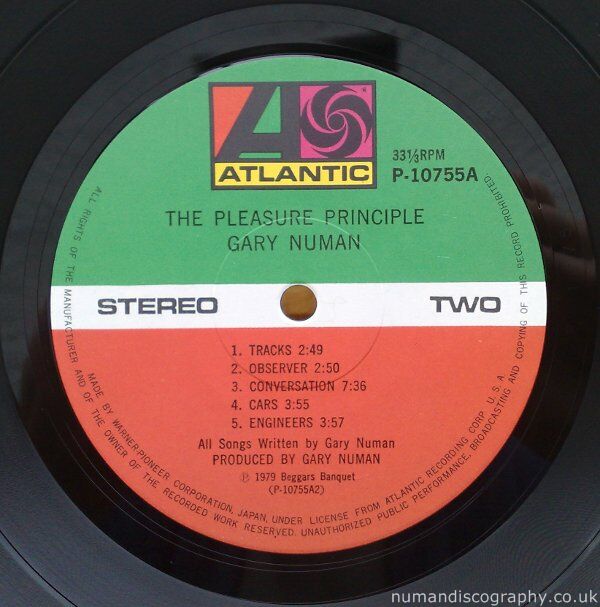 ATLANTIC
33⅓RPM
P-10755A
THE PLEASURE PRINCIPLE
GARY NUMAN
STEREO
TWO
1. TRACKS 2:49
2. OBSERVER 2:50
3. CONVERSATION 7:36
4. CARS 3:55
5. ENGINEERS 3:57
All Songs Written by Gary Numan
PRODUCED BY GARY NUMAN
℗ 1979 Beggars Banquet
(P-10755A2)
MADE BY WARNER-PIONEER CORPORATION, JAPAN, UNDER LICENSE FROM ATLANTIC RECORDING CORP. U.S.A.
ALL RIGHTS OF THE MANUFACTURER AND OF THE OWNER OF THE RECORDED WORK RESERVED. UNAUTHORIZED PUBLIC PERFORMANCE, BROADCASTING AND COPYING OF THIS RECORD PROHIBITED.
numandiscography.co.uk